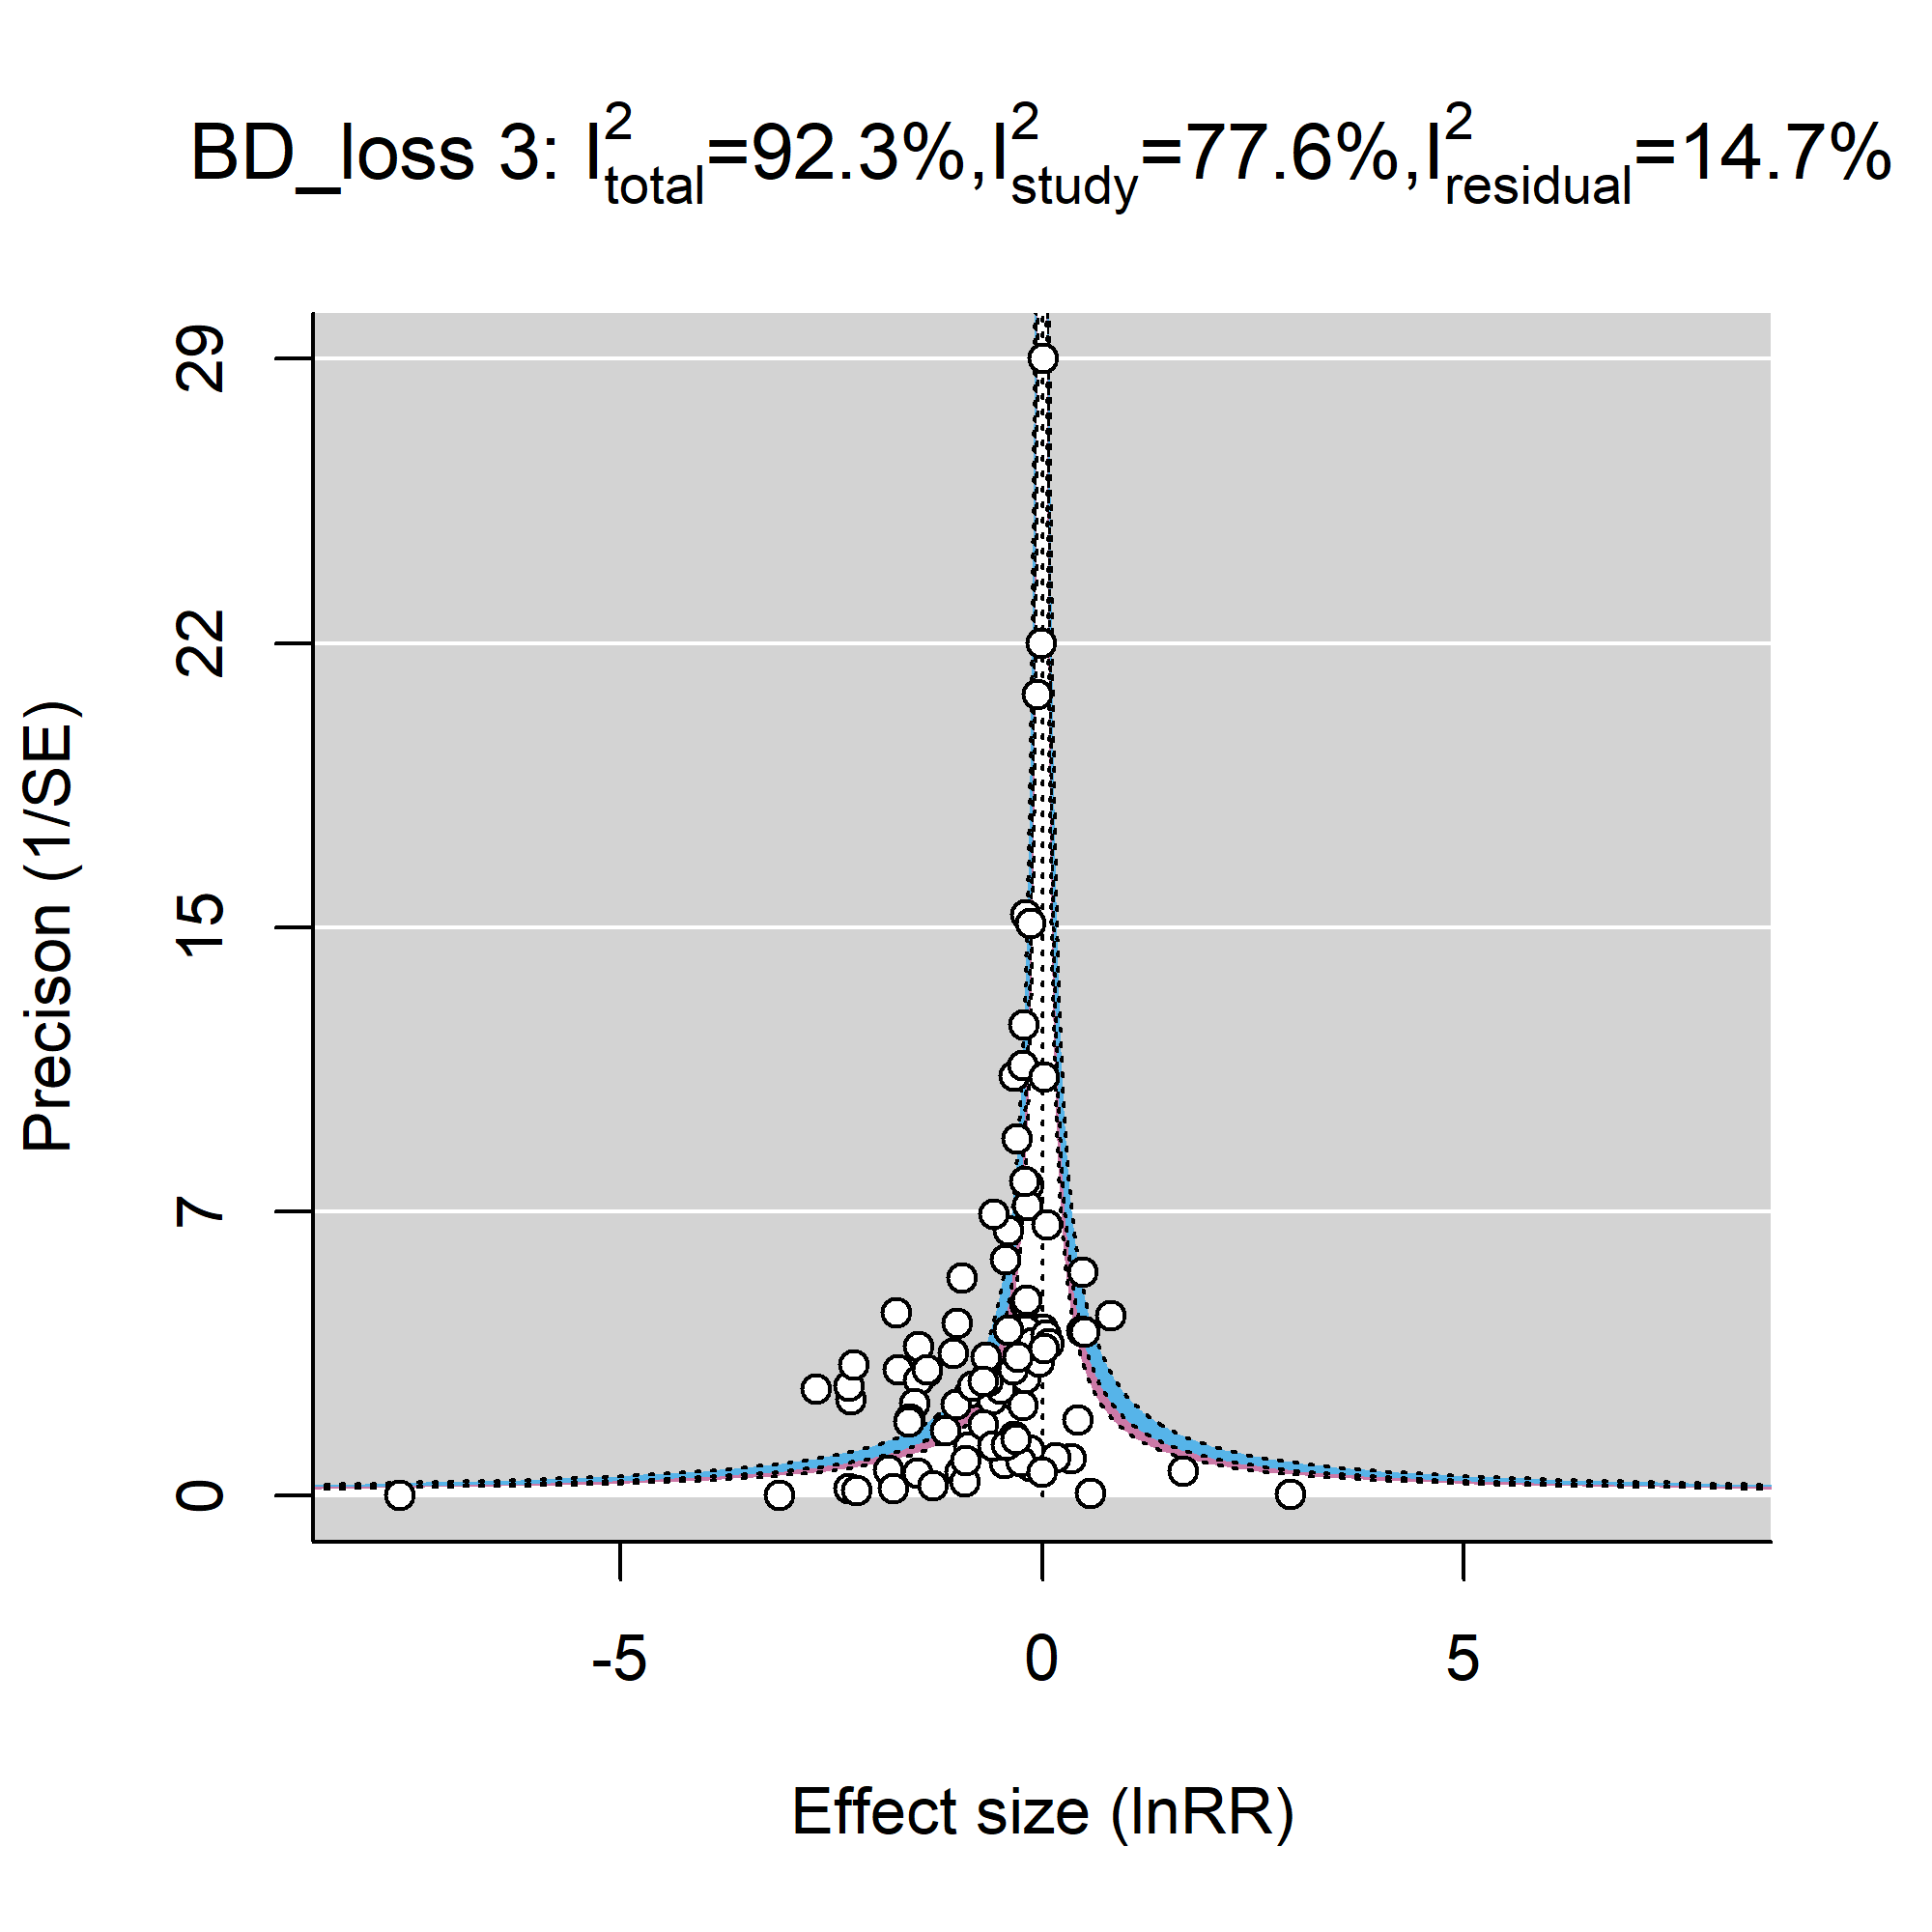 BD_loss 3: I²total=92.3%,I²study=77.6%,I²residual=14.7%
Precison (1/SE)
29
22
15
7
0
-5 0 5
Effect size (lnRR)